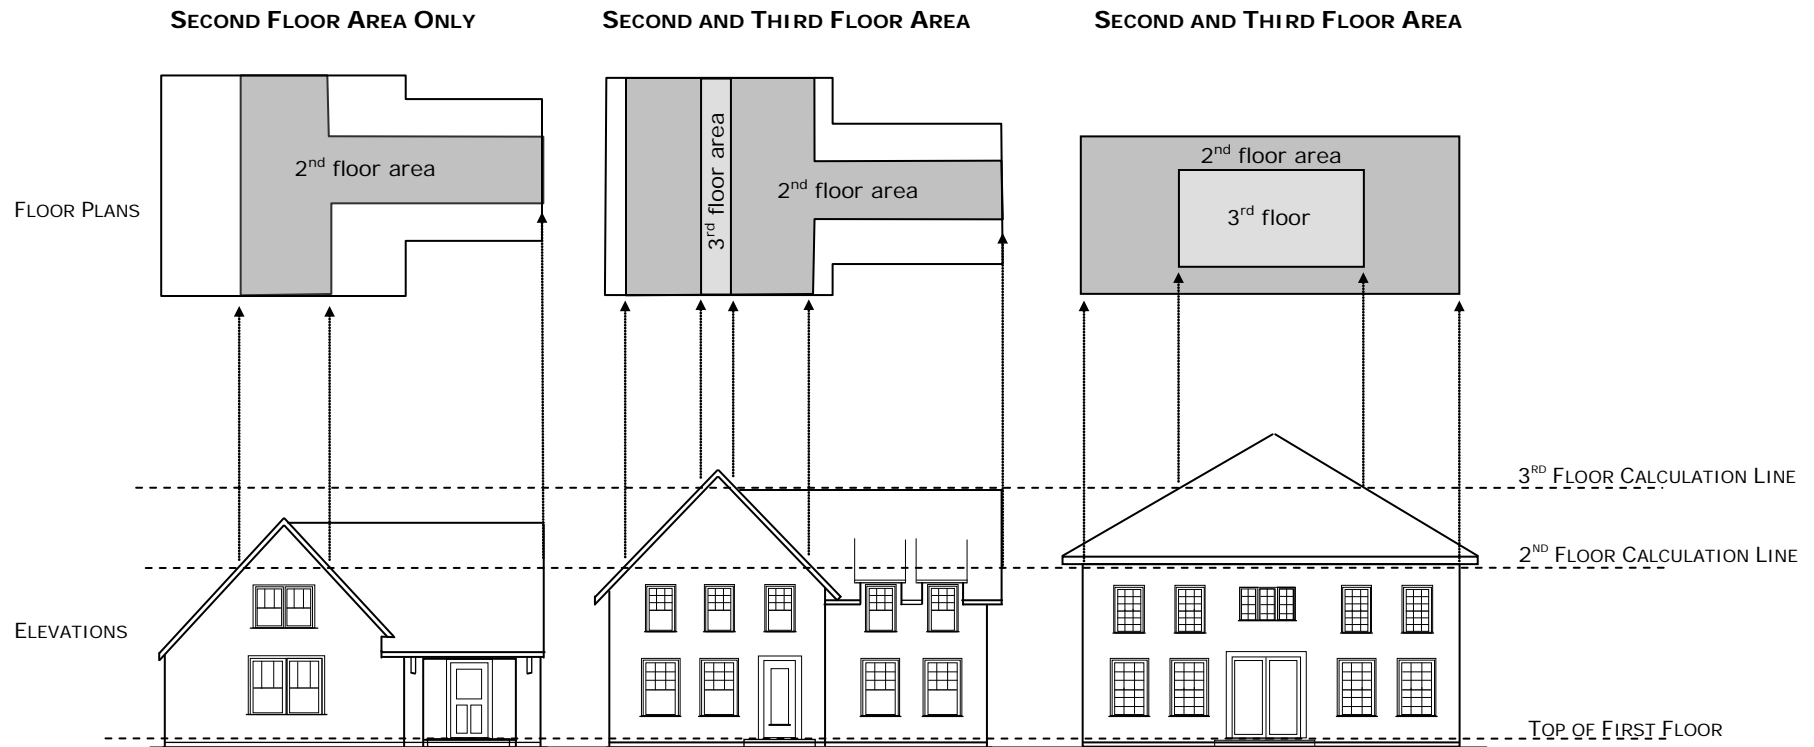 SECOND FLOOR AREA ONLY
SECOND AND THIRD FLOOR AREA
SECOND AND THIRD FLOOR AREA
FLOOR PLANS
2nd floor area
3rd floor area
2nd floor area
2nd floor area
3rd floor
3RD FLOOR CALCULATION LINE
2ND FLOOR CALCULATION LINE
ELEVATIONS
TOP OF FIRST FLOOR